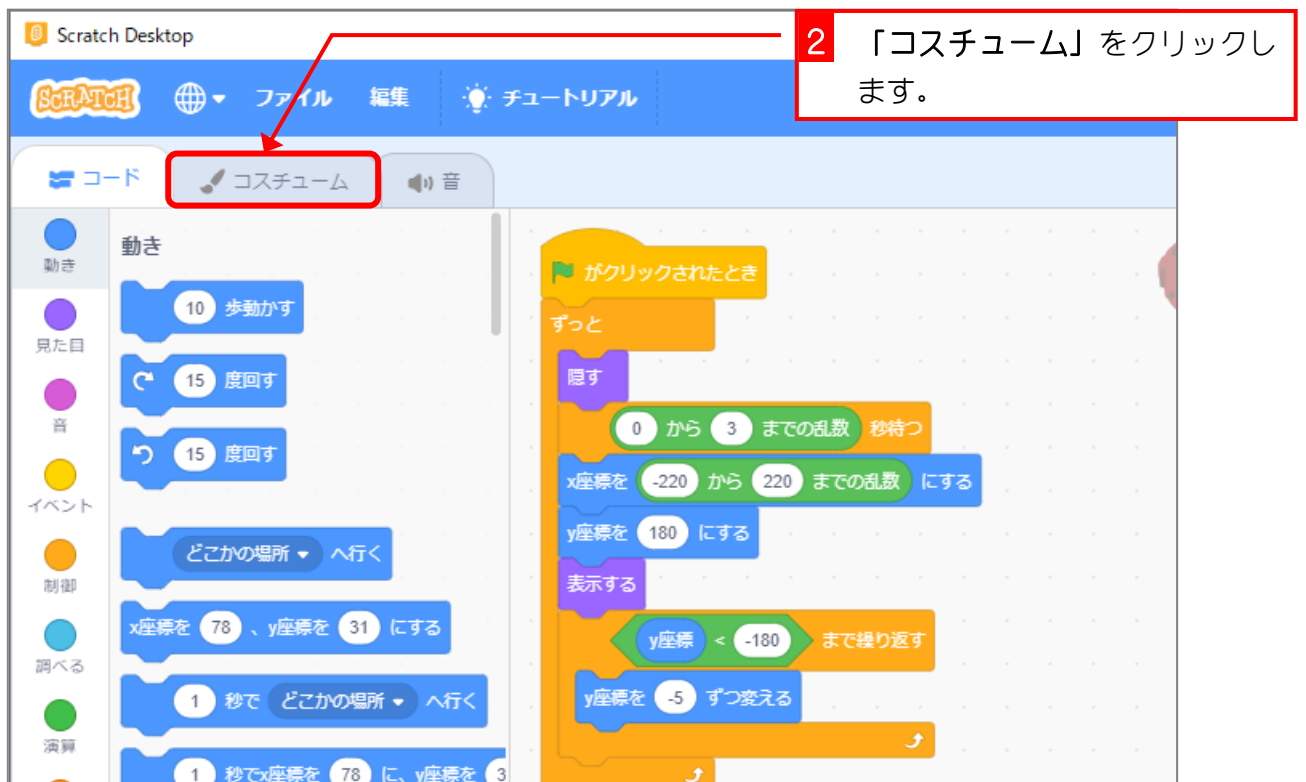 Scratch Desktop
2 「コスチューム」をクリックし
ます。
SCRATCH ファイル 編集 チュートリアル
コード コスチューム 音
動き
見た目
音
イベント
制御
調べる
演算
動き
10 歩動かす
15 度回す
15 度回す
どこかの場所 へ行く
x座標を 78 、y座標を 31 にする
1 秒で どこかの場所 へ行く
1 秒でx座標を 78 に、y座標を 3
がクリックされたとき
ずっと
隠す
0 から 3 までの乱数 秒待つ
x座標を -220 から 220 までの乱数 にする
y座標を 180 にする
表示する
y座標 < -180 まで繰り返す
y座標を -5 ずつ変える